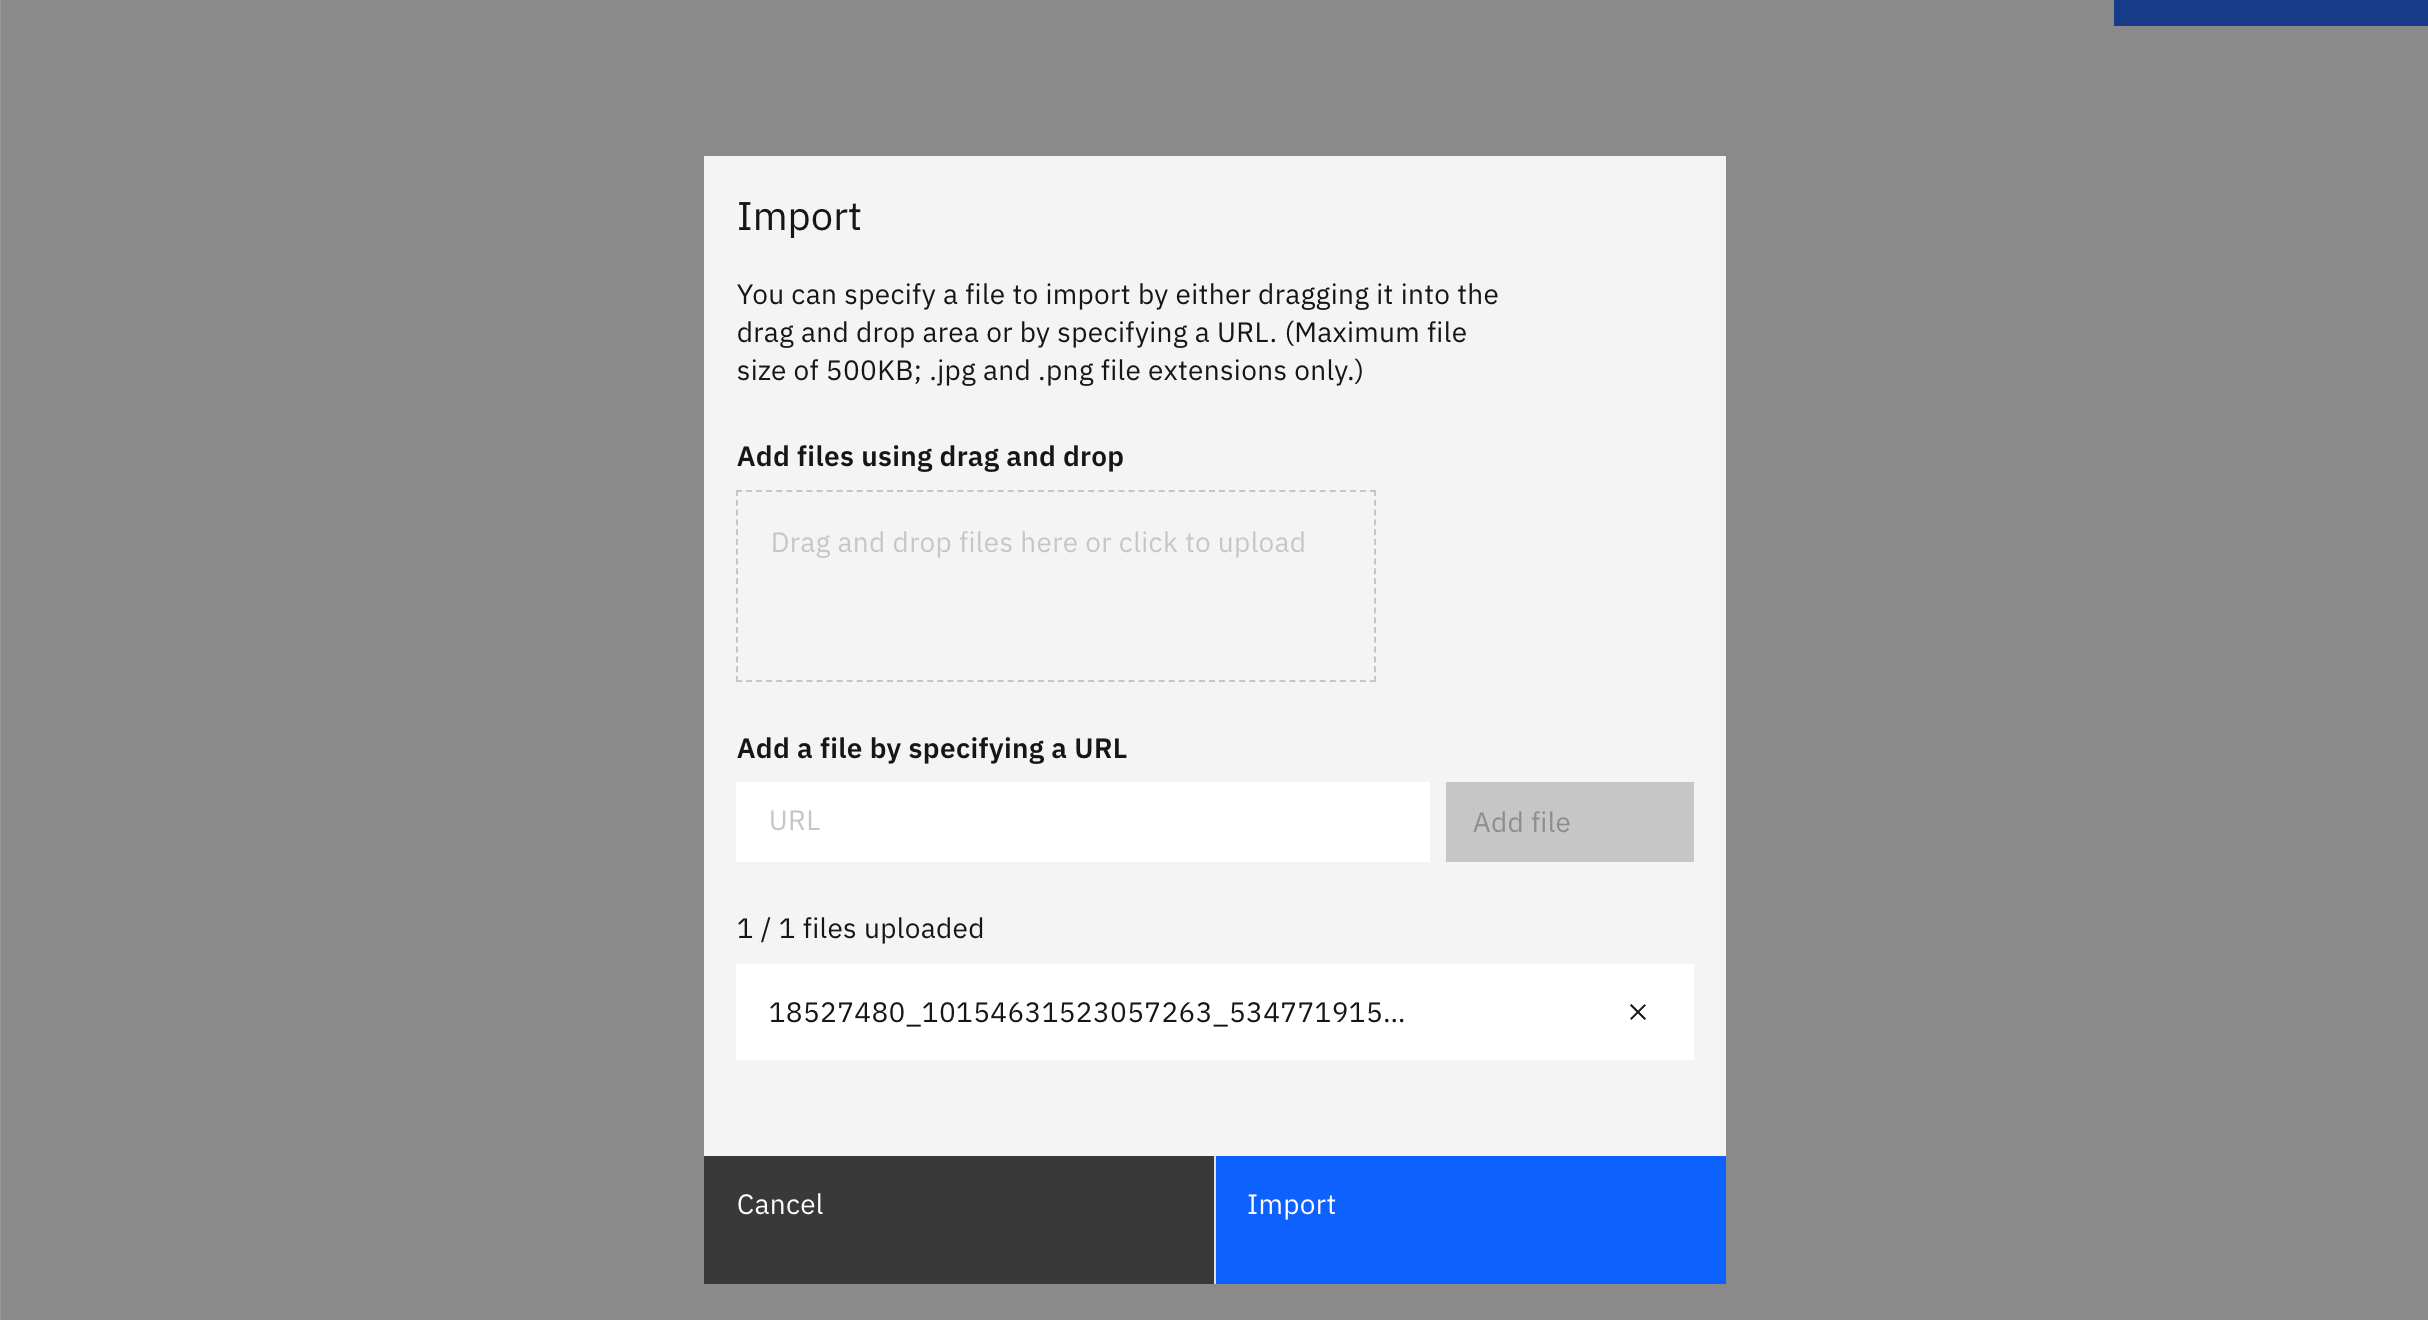 Import
You can specify a file to import by either dragging it into the
drag and drop area or by specifying a URL. (Maximum file
size of 500KB; .jpg and .png file extensions only.)
Add files using drag and drop
Drag and drop files here or click to upload
Add a file by specifying a URL
URL
Add file
1 / 1 files uploaded
18527480_10154631523057263_534771915...
Cancel
Import